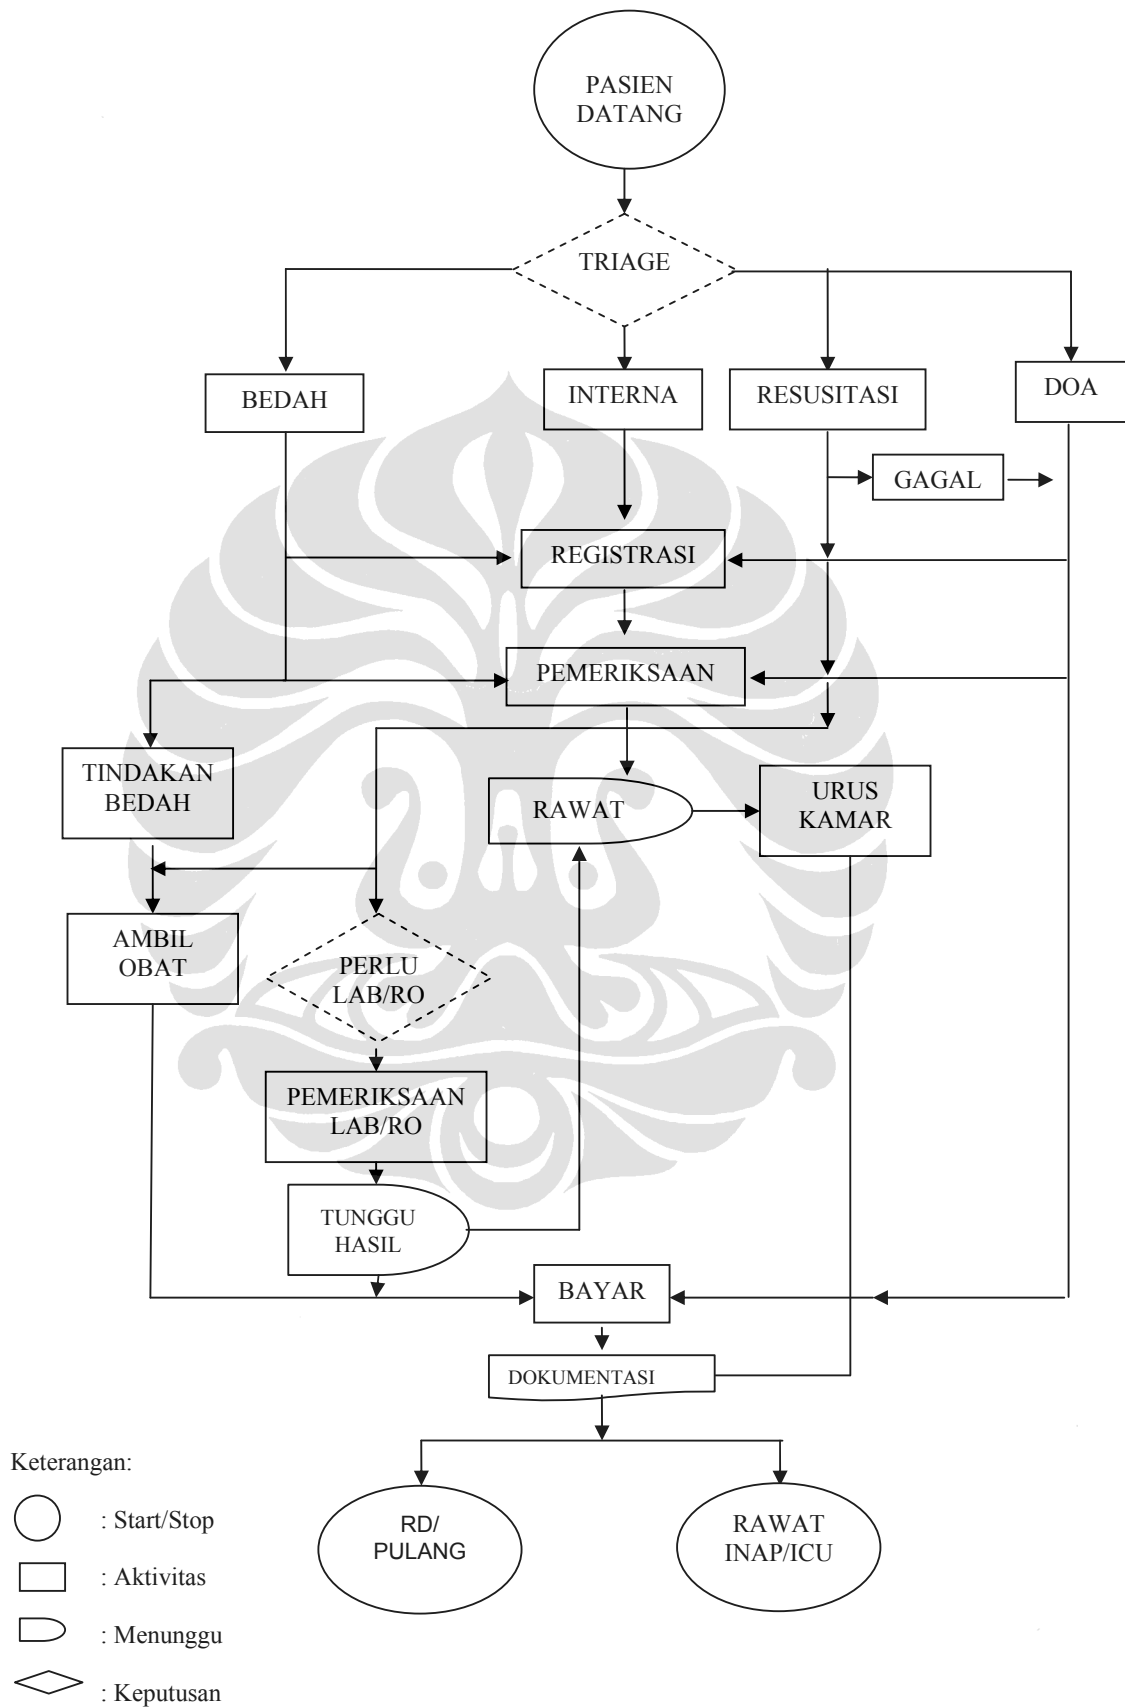 PASIEN
DATANG
TRIAGE
BEDAH
INTERNA
RESUSITASI
DOA
GAGAL
REGISTRASI
PEMERIKSAAN
TINDAKAN
BEDAH
RAWAT
URUS
KAMAR
AMBIL
OBAT
PERLU
LAB/RO
PEMERIKSAAN
LAB/RO
TUNGGU
HASIL
BAYAR
DOKUMENTASI
RD/
PULANG
RAWAT
INAP/ICU
Keterangan:
: Start/Stop
: Aktivitas
: Menunggu
: Keputusan